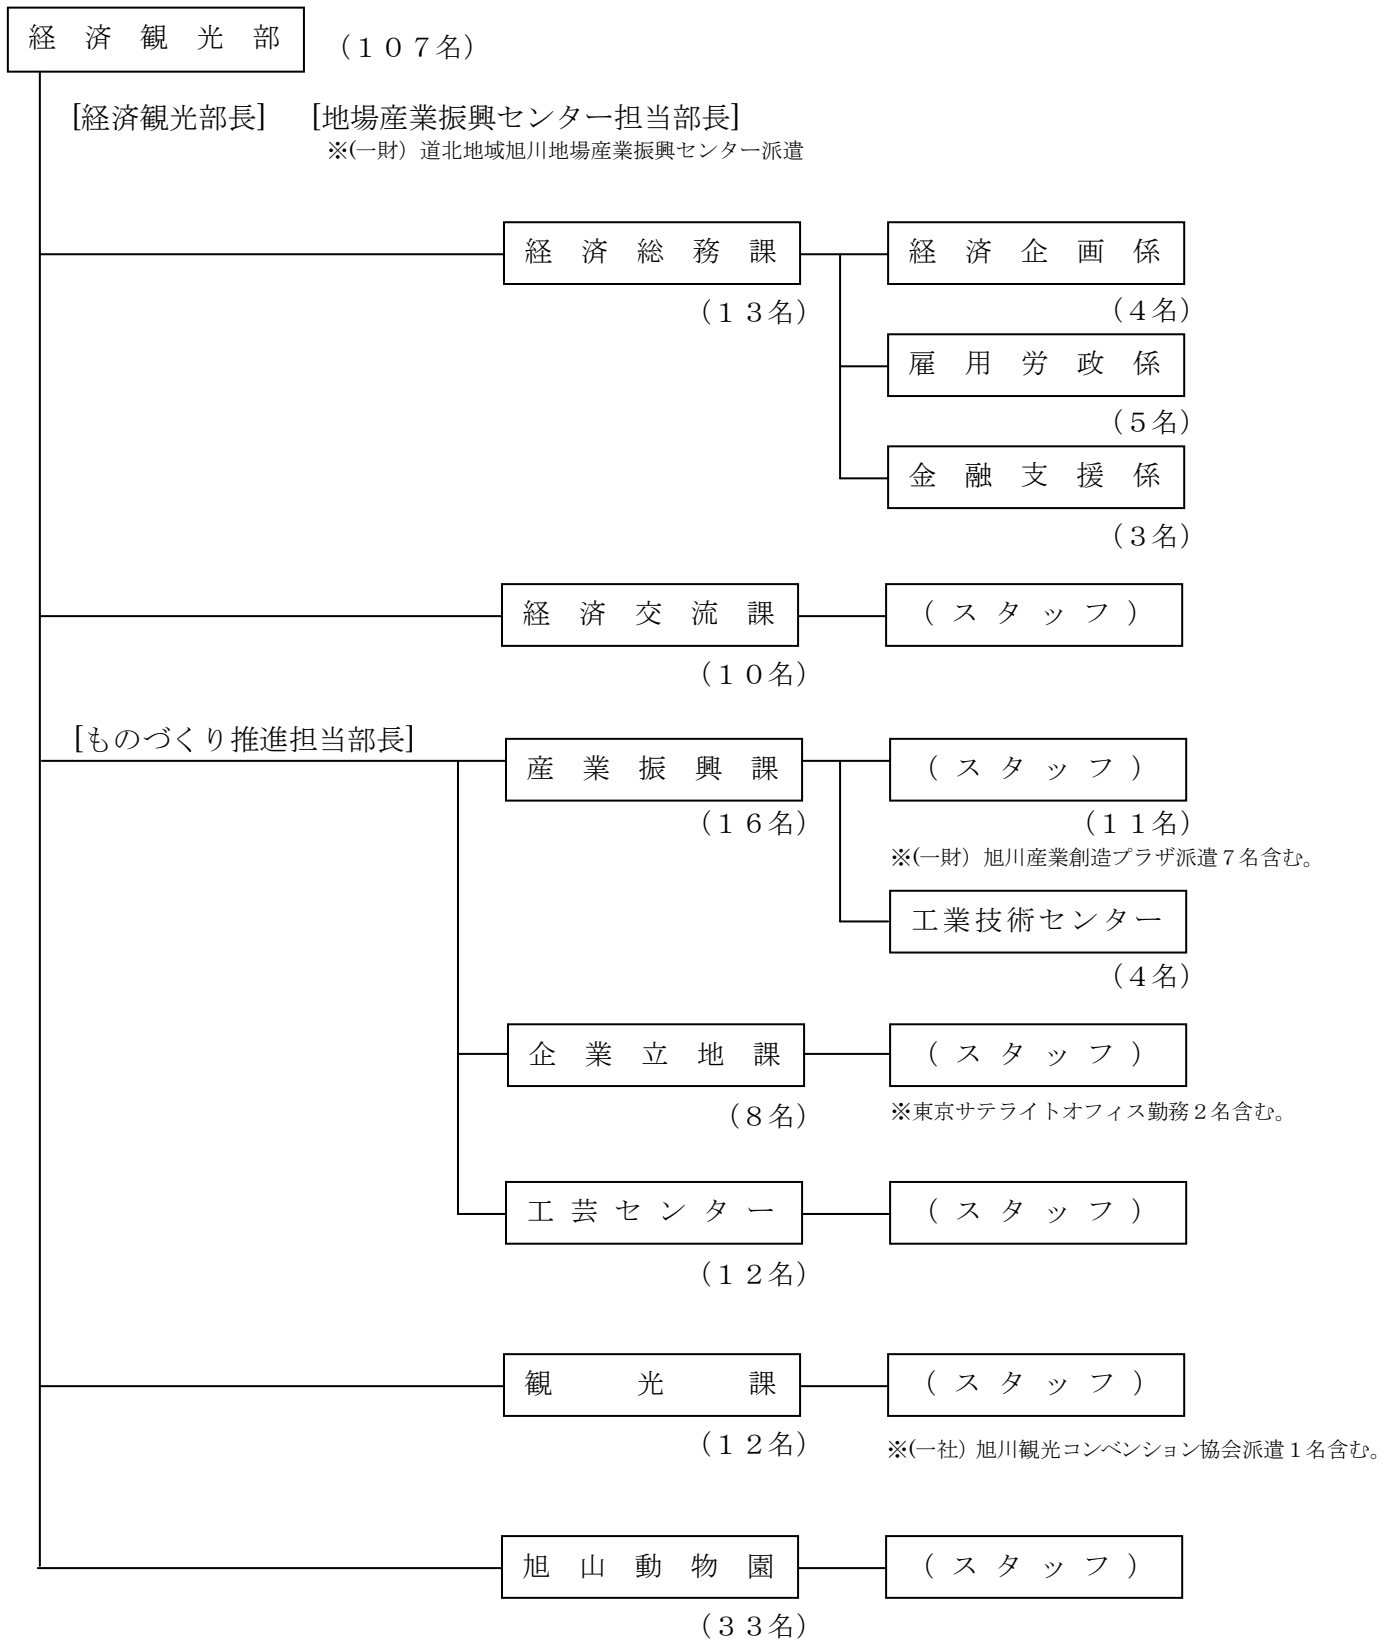 経済観光部 （１０７名）
[経済観光部長] [地場産業振興センター担当部長]
※(一財) 道北地域旭川地場産業振興センター派遣
経済総務課 経済企画係
（１３名） （４名）
雇用労政係
（５名）
金融支援係
（３名）
経済交流課 （スタッフ）
（１０名）
[ものづくり推進担当部長]
産業振興課 （スタッフ）
（１６名） （１１名）
※(一財) 旭川産業創造プラザ派遣７名含む。
工業技術センター
（４名）
企業立地課 （スタッフ）
（８名） ※東京サテライトオフィス勤務２名含む。
工芸センター （スタッフ）
（１２名）
観光課 （スタッフ）
（１２名） ※(一社) 旭川観光コンベンション協会派遣１名含む。
旭山動物園 （スタッフ）
（３３名）